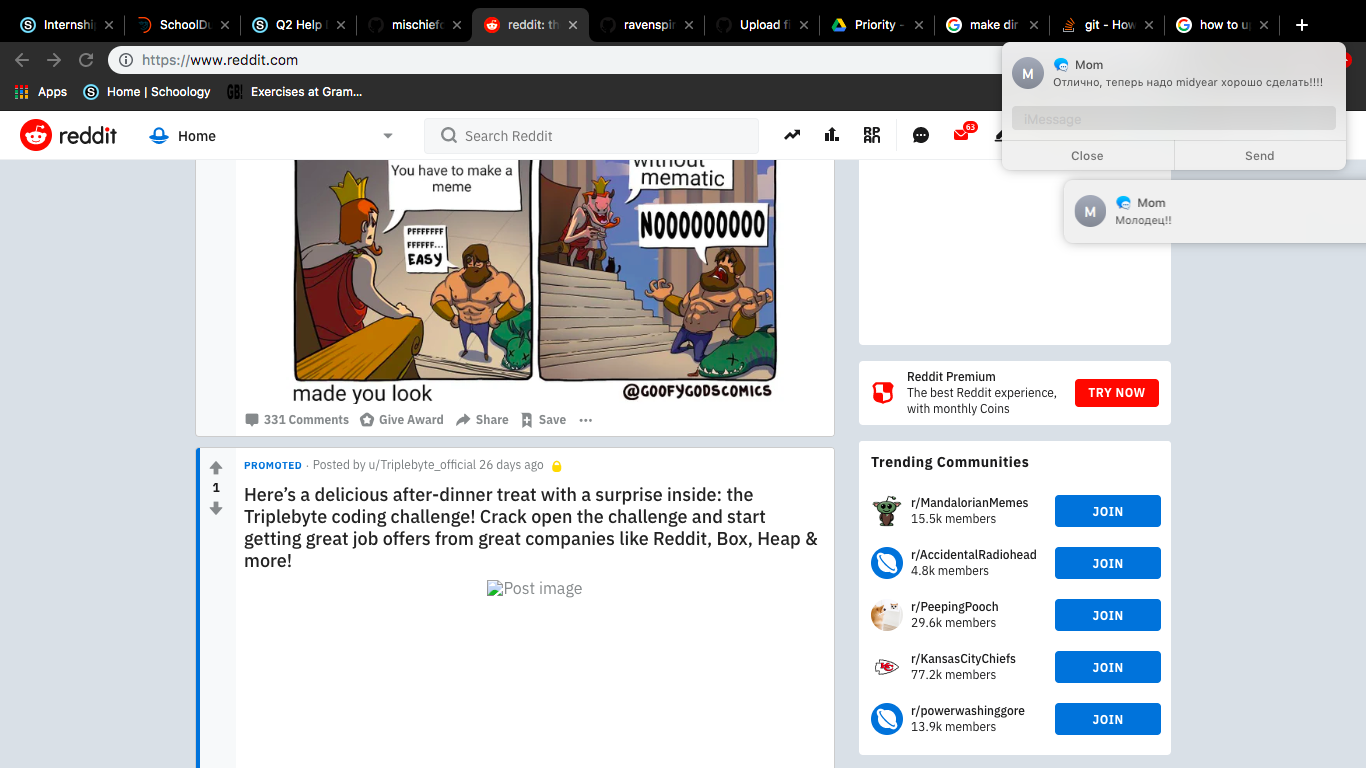 Internship
SchoolDu
Q2 Help
mischiefc
reddit: th
ravenspir
Upload fi
Priority -
make dir
git - How
how to u
https://www.reddit.com
Apps
Home | Schoology
GB!
Exercises at Gram...
M
Mom
Отлично, теперь надо midyear хорошо сделать!!!!
iMessage
Close
Send
M
Mom
Молодец!!
reddit
Home
Search Reddit
63
You have to make a
meme
PFFFFFFF
FFFFFF...
EASY
without
mematic
NOOOOOOOOO
made you look
@GOOFYGODSCOMICS
331 Comments
Give Award
Share
Save
PROMOTED · Posted by u/Triplebyte_official 26 days ago
1
Here’s a delicious after-dinner treat with a surprise inside: the
Triplebyte coding challenge! Crack open the challenge and start
getting great job offers from great companies like Reddit, Box, Heap &
more!
Post image
Reddit Premium
The best Reddit experience,
with monthly Coins
TRY NOW
Trending Communities
r/MandalorianMemes
15.5k members
JOIN
r/AccidentalRadiohead
4.8k members
JOIN
r/PeepingPooch
29.6k members
JOIN
r/KansasCityChiefs
77.2k members
JOIN
r/powerwashinggore
13.9k members
JOIN